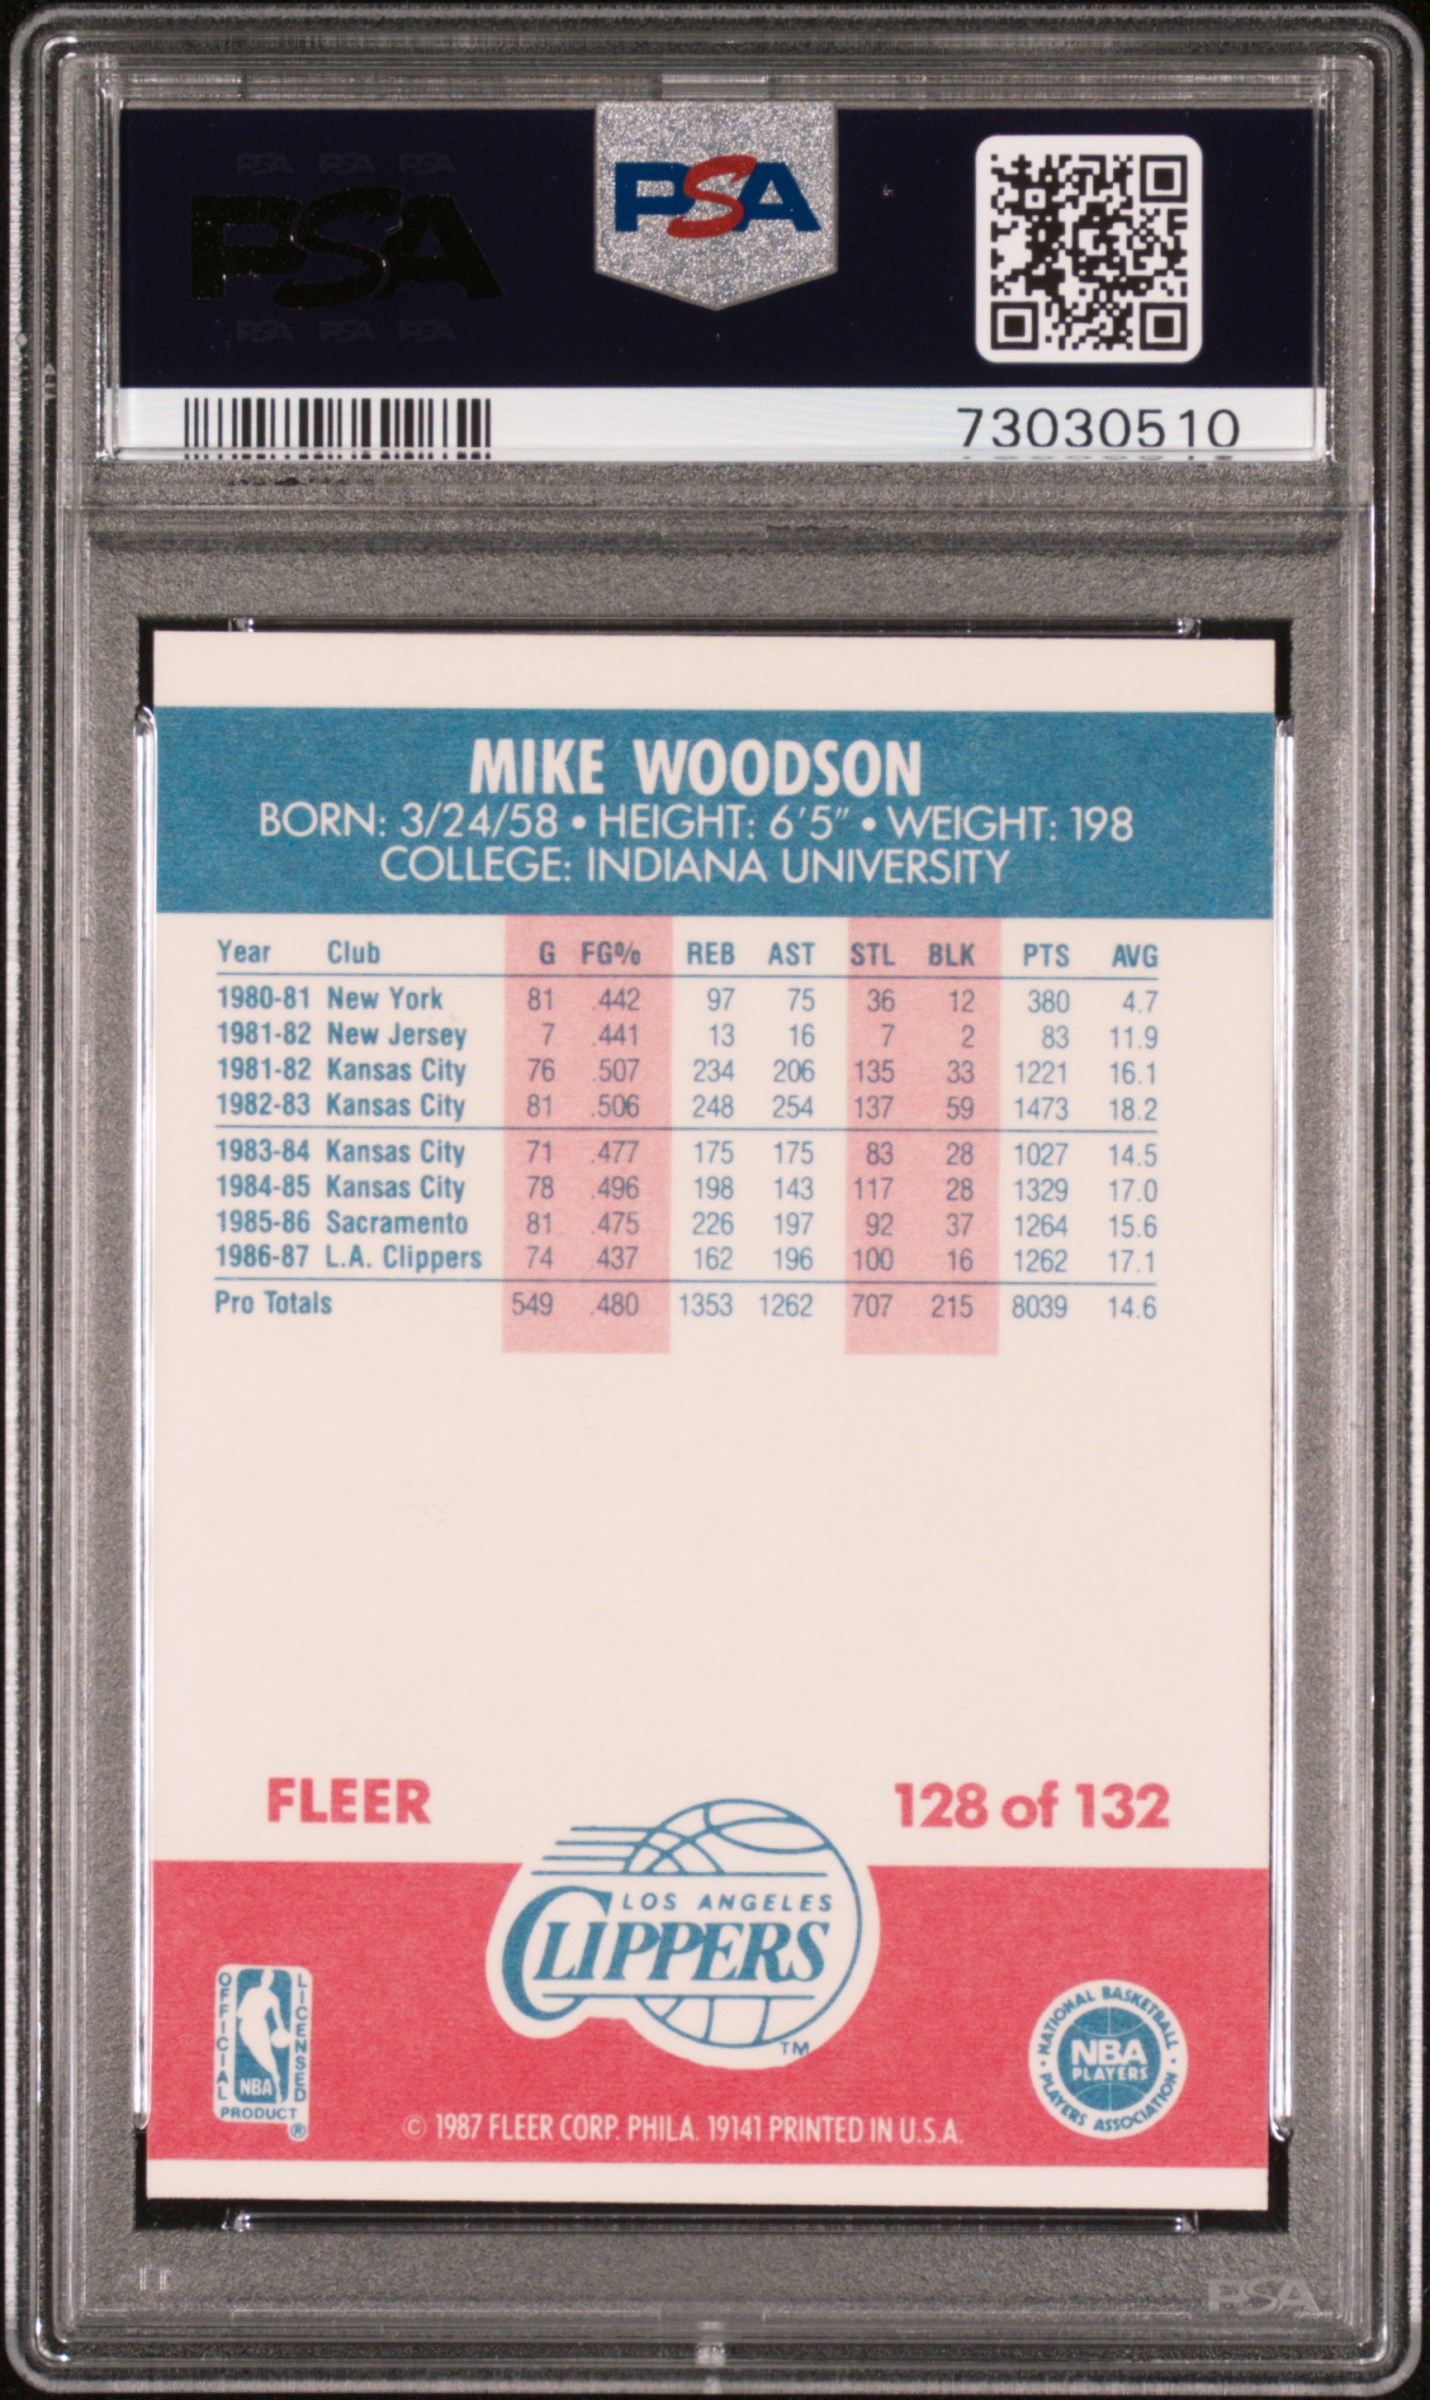 PSA PSA PSA
PSA
PSA PSA PSA
PSA
73030510
MIKE WOODSON
BORN: 3/24/58 • HEIGHT: 6'5" • WEIGHT: 198
COLLEGE: INDIANA UNIVERSITY
Year Club G FG% REB AST STL BLK PTS AVG
1980-81 New York 81 .442 97 75 36 12 380 4.7
1981-82 New Jersey 7 .441 13 16 7 2 83 11.9
1981-82 Kansas City 76 .507 234 206 135 33 1221 16.1
1982-83 Kansas City 81 .506 248 254 137 59 1473 18.2
1983-84 Kansas City 71 .477 175 175 83 28 1027 14.5
1984-85 Kansas City 78 .496 198 143 117 28 1329 17.0
1985-86 Sacramento 81 .475 226 197 92 37 1264 15.6
1986-87 L.A. Clippers 74 .437 162 196 100 16 1262 17.1
Pro Totals 549 .480 1353 1262 707 215 8039 14.6
FLEER
128 of 132
LOS ANGELES
CLIPPERS
TM
OFFICIAL
LICENSED
NBA
PRODUCT
®
NATIONAL BASKETBALL
NBA
PLAYERS
• PLAYERS ASSOCIATION •
© 1987 FLEER CORP. PHILA. 19141 PRINTED IN U.S.A.
PSA